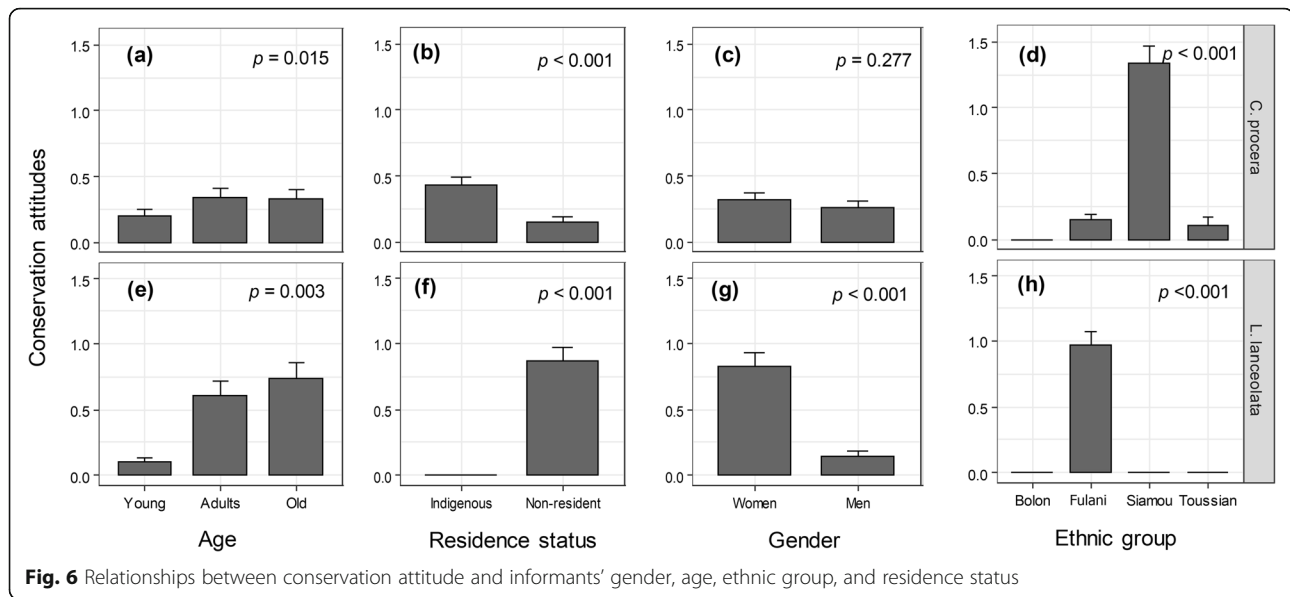 (a)
p = 0.015
(b)
p < 0.001
(c)
p = 0.277
(d)
p < 0.001
1.5
1.0
0.5
0.0
1.5
1.0
0.5
0.0
1.5
1.0
0.5
0.0
1.5
1.0
0.5
0.0
C. procera
Conservation attitudes
(e)
p = 0.003
(f)
p < 0.001
(g)
p < 0.001
(h)
p <0.001
1.5
1.0
0.5
0.0
1.5
1.0
0.5
0.0
1.5
1.0
0.5
0.0
1.5
1.0
0.5
0.0
L. lanceolata
Young Adults Old
Indigenous Non-resident
Women Men
Bolon Fulani Siamou Toussian
Age
Residence status
Gender
Ethnic group
Fig. 6 Relationships between conservation attitude and informants' gender, age, ethnic group, and residence status